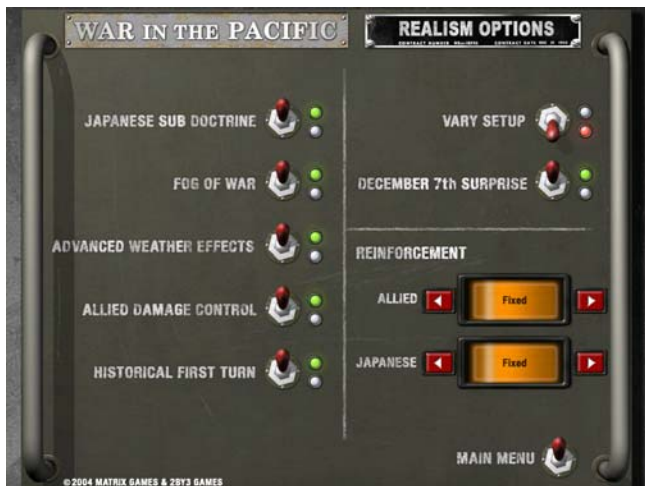 WAR IN THE PACIFIC
REALISM OPTIONS
JAPANESE SUB DOCTRINE
FOG OF WAR
ADVANCED WEATHER EFFECTS
ALLIED DAMAGE CONTROL
HISTORICAL FIRST TURN
VARY SETUP
DECEMBER 7th SURPRISE
REINFORCEMENT
ALLIED Fixed
JAPANESE Fixed
MAIN MENU
© 2004 MATRIX GAMES & 2BY3 GAMES